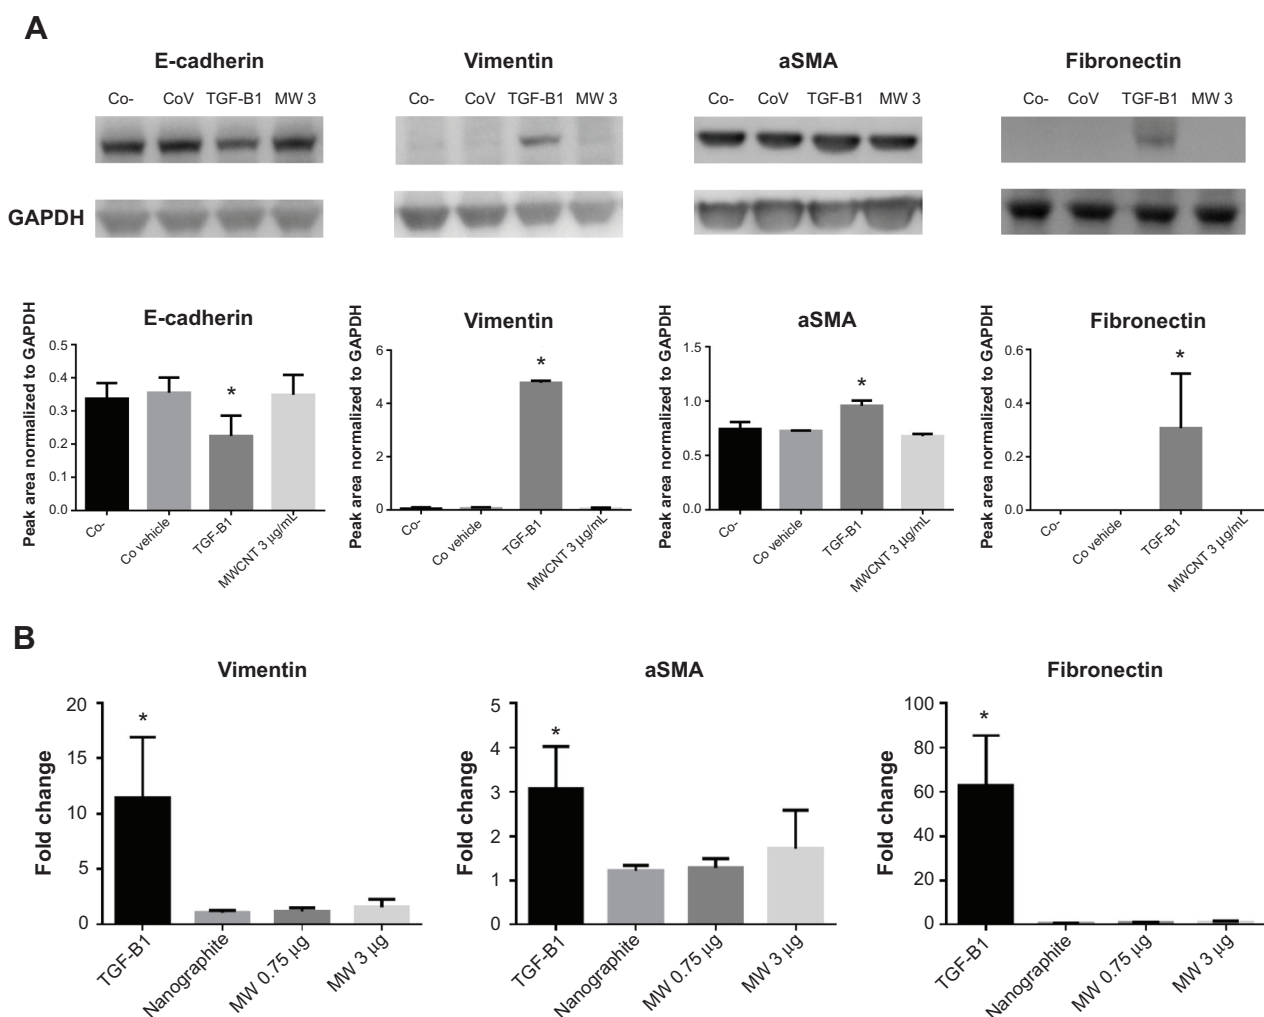 A
E-cadherin Vimentin aSMA Fibronectin
Co- CoV TGF-B1 MW 3 Co- CoV TGF-B1 MW 3 Co- CoV TGF-B1 MW 3 Co- CoV TGF-B1 MW 3
GAPDH
E-cadherin
Peak area normalized to GAPDH
0.5
0.4
0.3
0.2
0.1
0.0
*
Co- Co vehicle TGF-B1 MWCNT 3 µg/mL
Vimentin
Peak area normalized to GAPDH
6
4
2
0
*
Co- Co vehicle TGF-B1 MWCNT 3 µg/mL
aSMA
Peak area normalized to GAPDH
1.5
1.0
0.5
0.0
*
Co- Co vehicle TGF-B1 MWCNT 3 µg/mL
Fibronectin
Peak area normalized to GAPDH
0.6
0.4
0.2
0.0
*
Co- Co vehicle TGF-B1 MWCNT 3 µg/mL
B
Vimentin
Fold change
20
15
10
5
0
*
TGF-B1 Nanographite MW 0.75 µg MW 3 µg
aSMA
Fold change
5
4
3
2
1
0
*
TGF-B1 Nanographite MW 0.75 µg MW 3 µg
Fibronectin
Fold change
100
80
60
40
20
0
*
TGF-B1 Nanographite MW 0.75 µg MW 3 µg